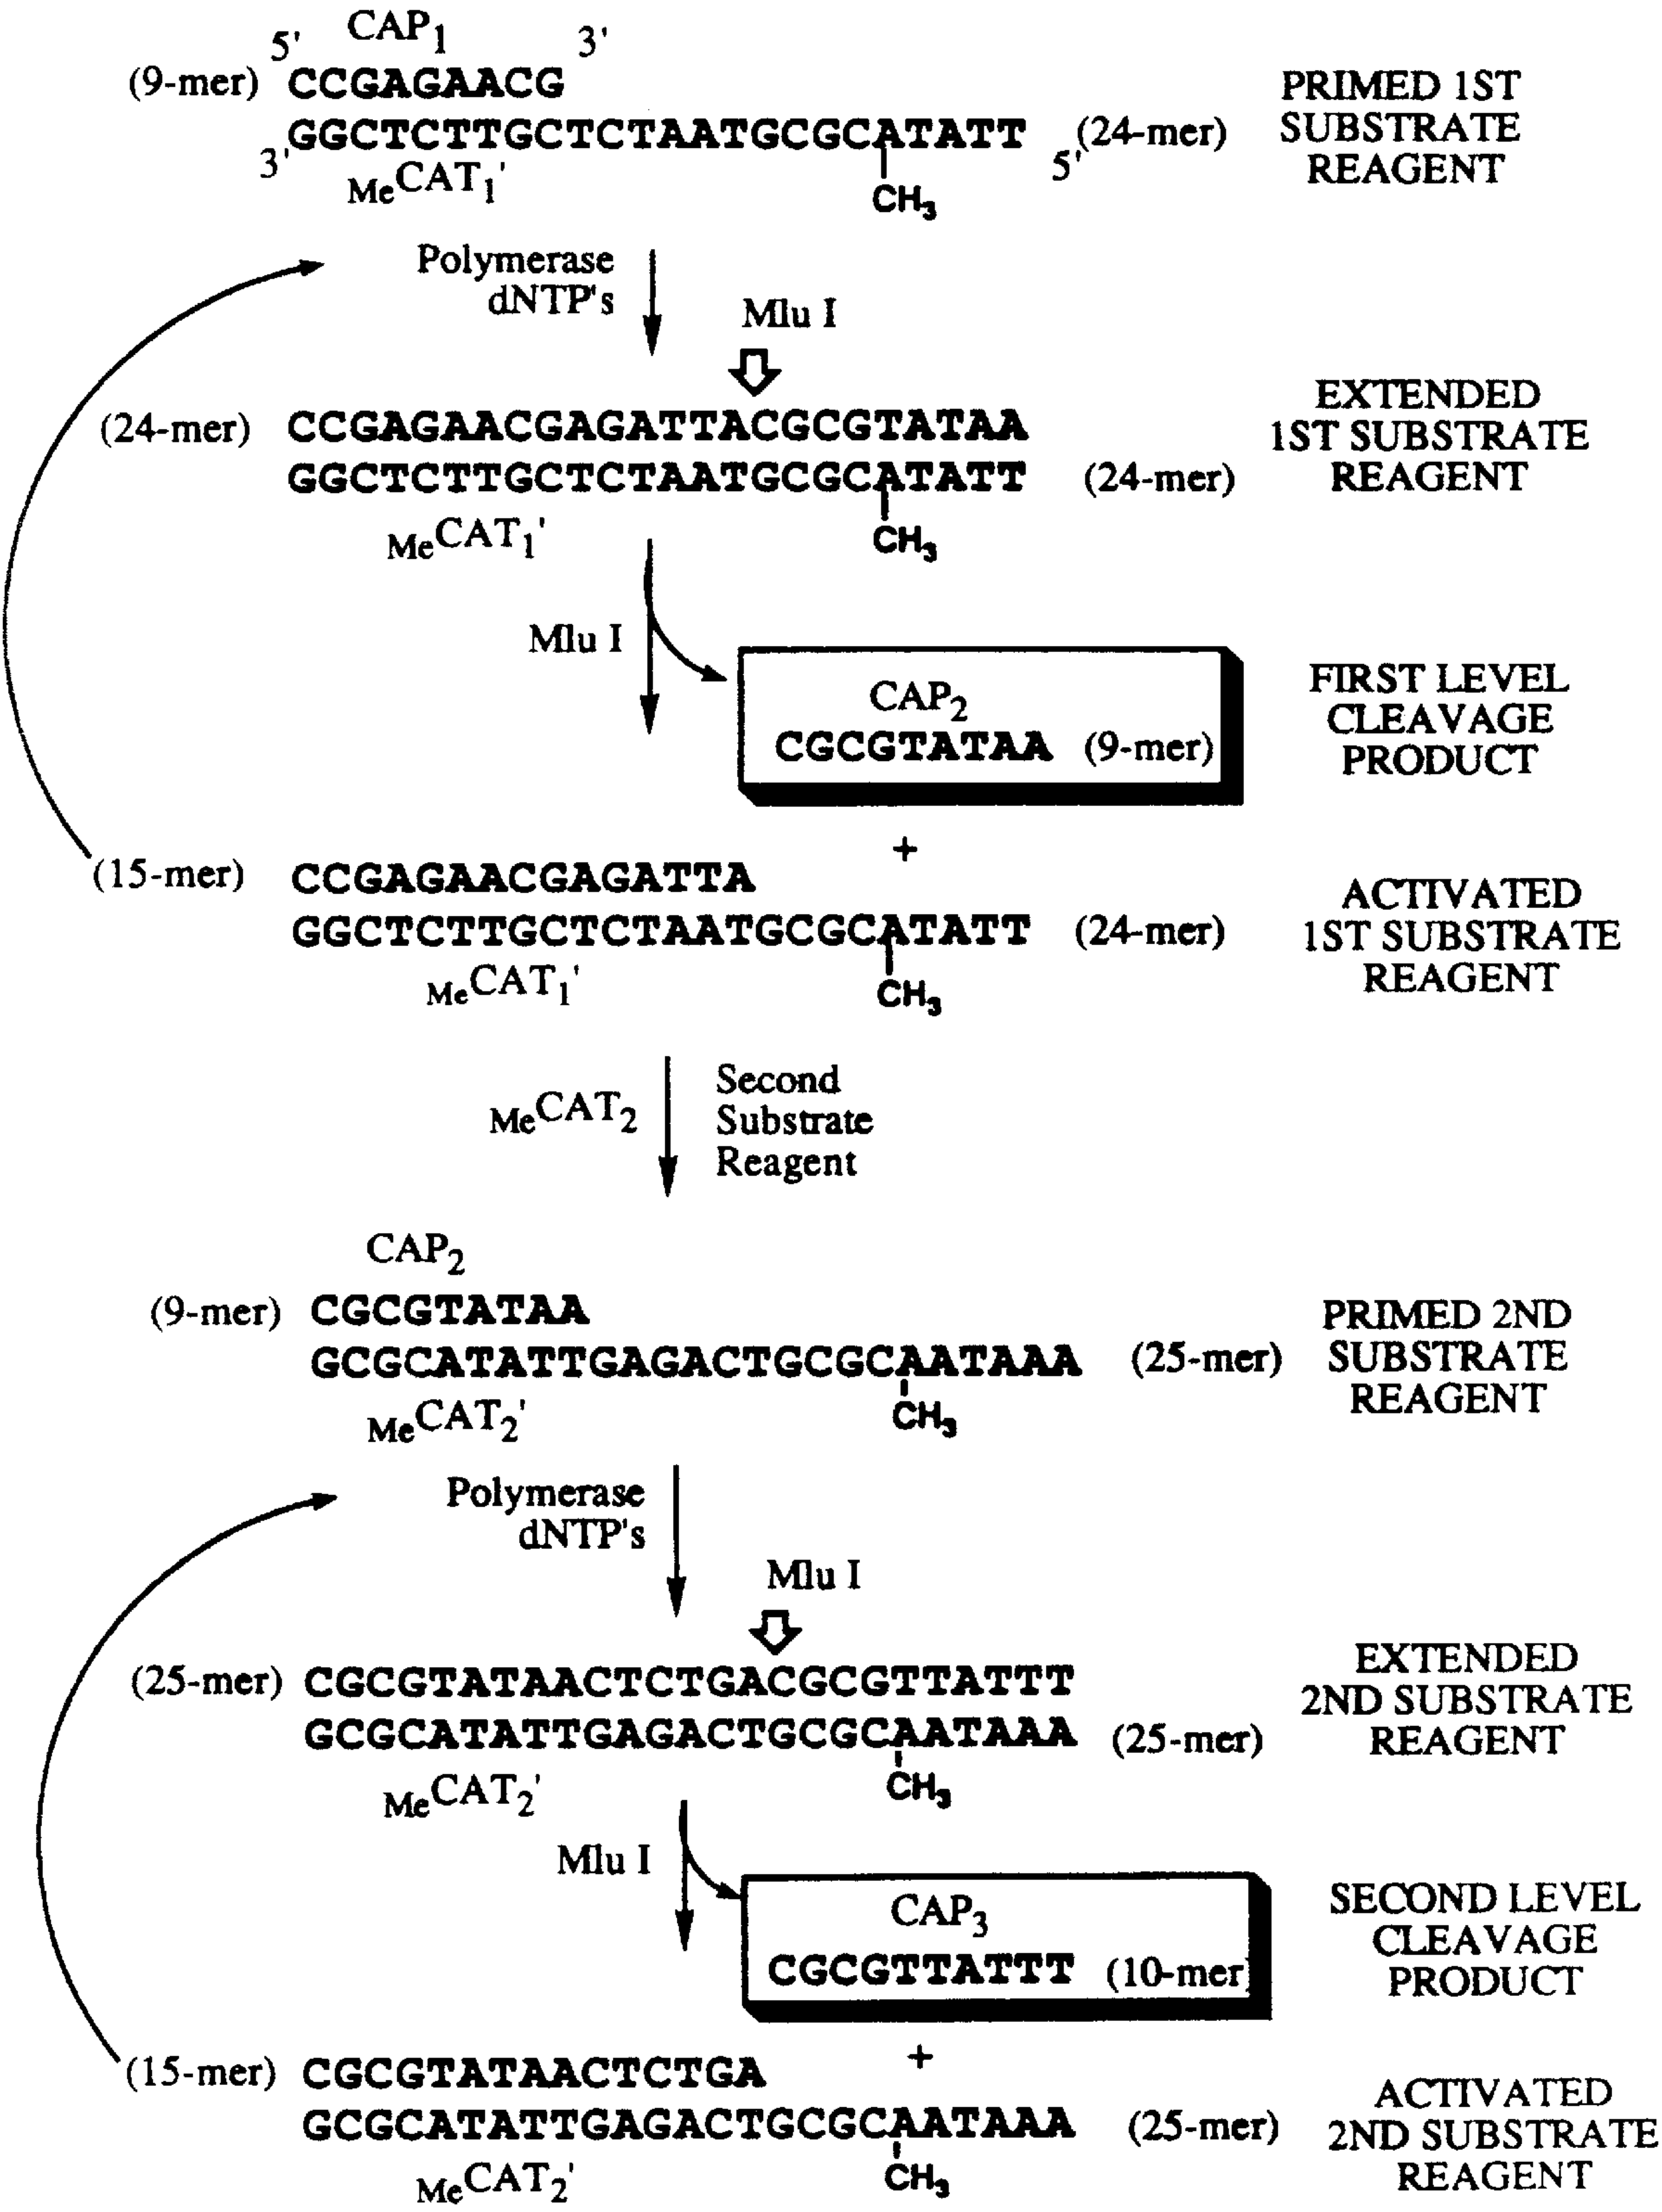 CAP1
5' 3'
(9-mer) CCGAGAACG
GGCTCTTGCTCTAATGCGCATATT (24-mer)
3' 5'
MeCAT1'
CH3
PRIMED 1ST
SUBSTRATE
REAGENT
Polymerase
dNTP's
Mlu I
(24-mer) CCGAGAACGAGATTACGCGTATAA
GGCTCTTGCTCTAATGCGCATATT (24-mer)
MeCAT1'
CH3
EXTENDED
1ST SUBSTRATE
REAGENT
Mlu I
CAP2
CGCGTATAA (9-mer)
FIRST LEVEL
CLEAVAGE
PRODUCT
+
(15-mer) CCGAGAACGAGATTA
GGCTCTTGCTCTAATGCGCATATT (24-mer)
MeCAT1'
CH3
ACTIVATED
1ST SUBSTRATE
REAGENT
MeCAT2
Second
Substrate
Reagent
CAP2
(9-mer) CGCGTATAA
GCGCATATTGAGACTGCGCAATAAA (25-mer)
MeCAT2'
CH3
PRIMED 2ND
SUBSTRATE
REAGENT
Polymerase
dNTP's
Mlu I
(25-mer) CGCGTATAACTCTGACGCGTTATTT
GCGCATATTGAGACTGCGCAATAAA (25-mer)
MeCAT2'
CH3
EXTENDED
2ND SUBSTRATE
REAGENT
Mlu I
CAP3
CGCGTTATTT (10-mer
SECOND LEVEL
CLEAVAGE
PRODUCT
+
(15-mer) CGCGTATAACTCTGA
GCGCATATTGAGACTGCGCAATAAA (25-mer)
MeCAT2'
CH3
ACTIVATED
2ND SUBSTRATE
REAGENT